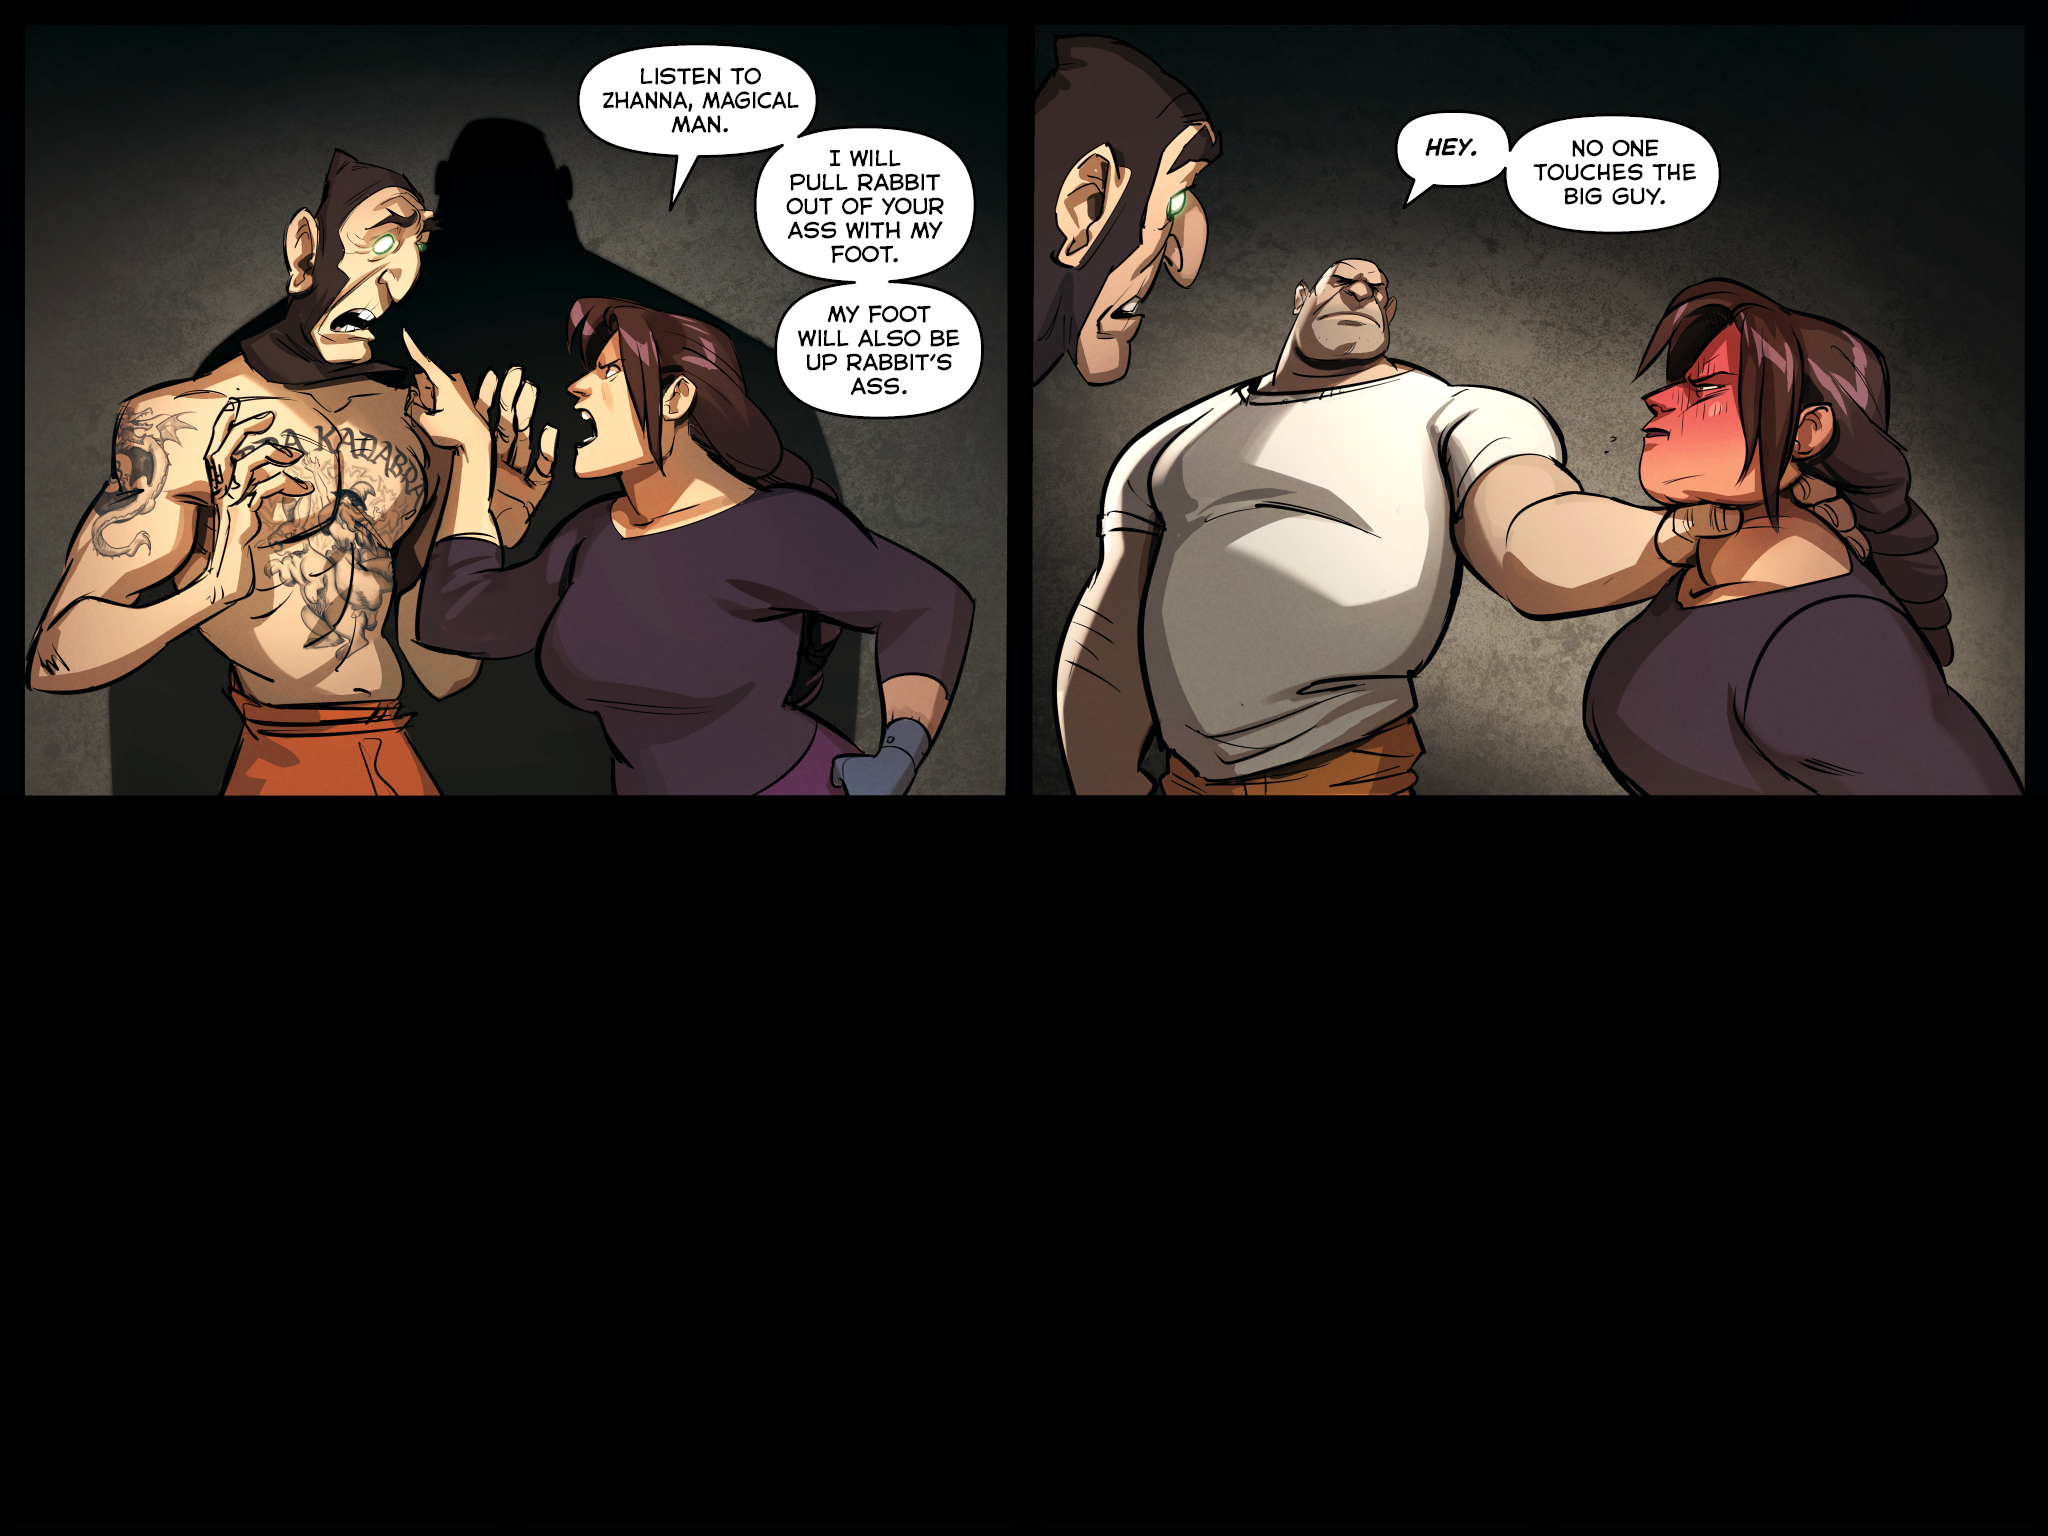 LISTEN TO
ZHANNA, MAGICAL
MAN.
I WILL
PULL RABBIT
OUT OF YOUR
ASS WITH MY
FOOT.
MY FOOT
WILL ALSO BE
UP RABBIT'S
ASS.
KADABRA
HEY.
NO ONE
TOUCHES THE
BIG GUY.